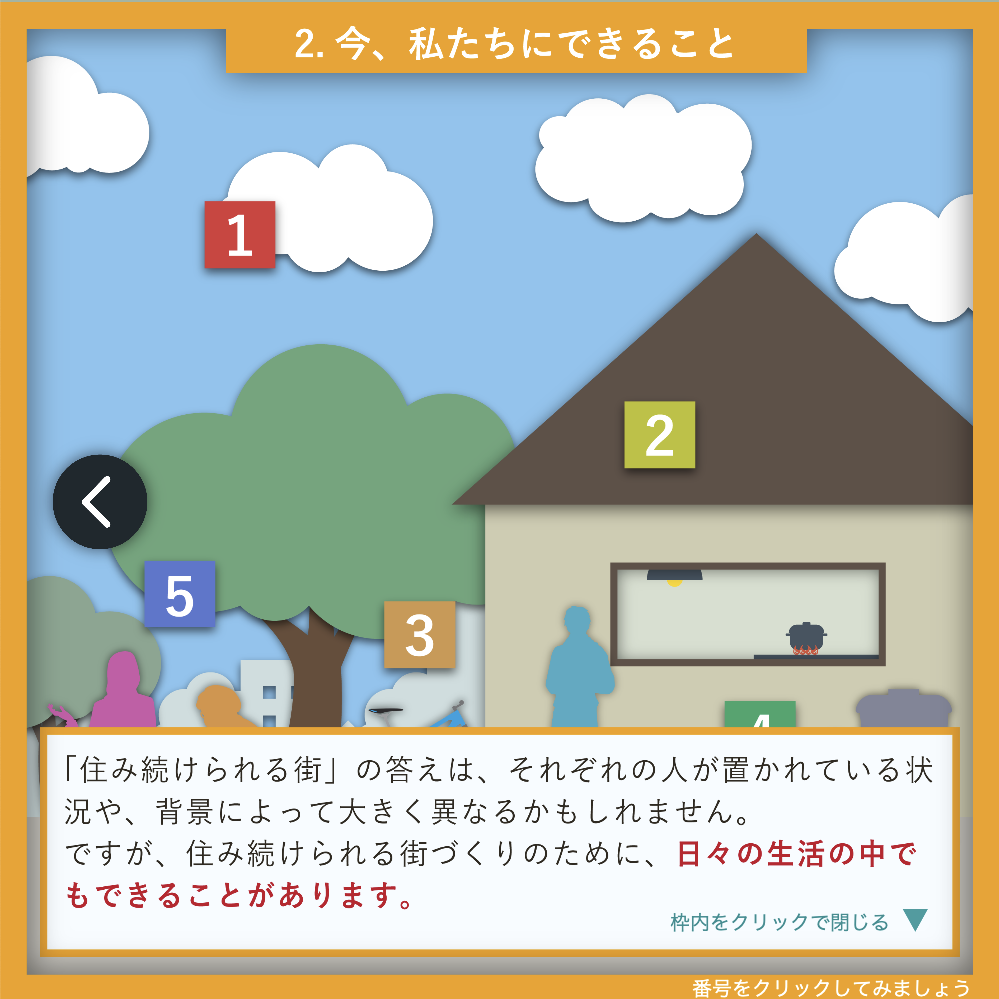 2. 今、私たちにできること
1
2
5
3
4
「住み続けられる街」の答えは、それぞれの人が置かれている状
況や、背景によって大きく異なるかもしれません。
ですが、住み続けられる街づくりのために、日々の生活の中で
もできることがあります。
枠内をクリックで閉じる ▼
番号をクリックしてみましょう